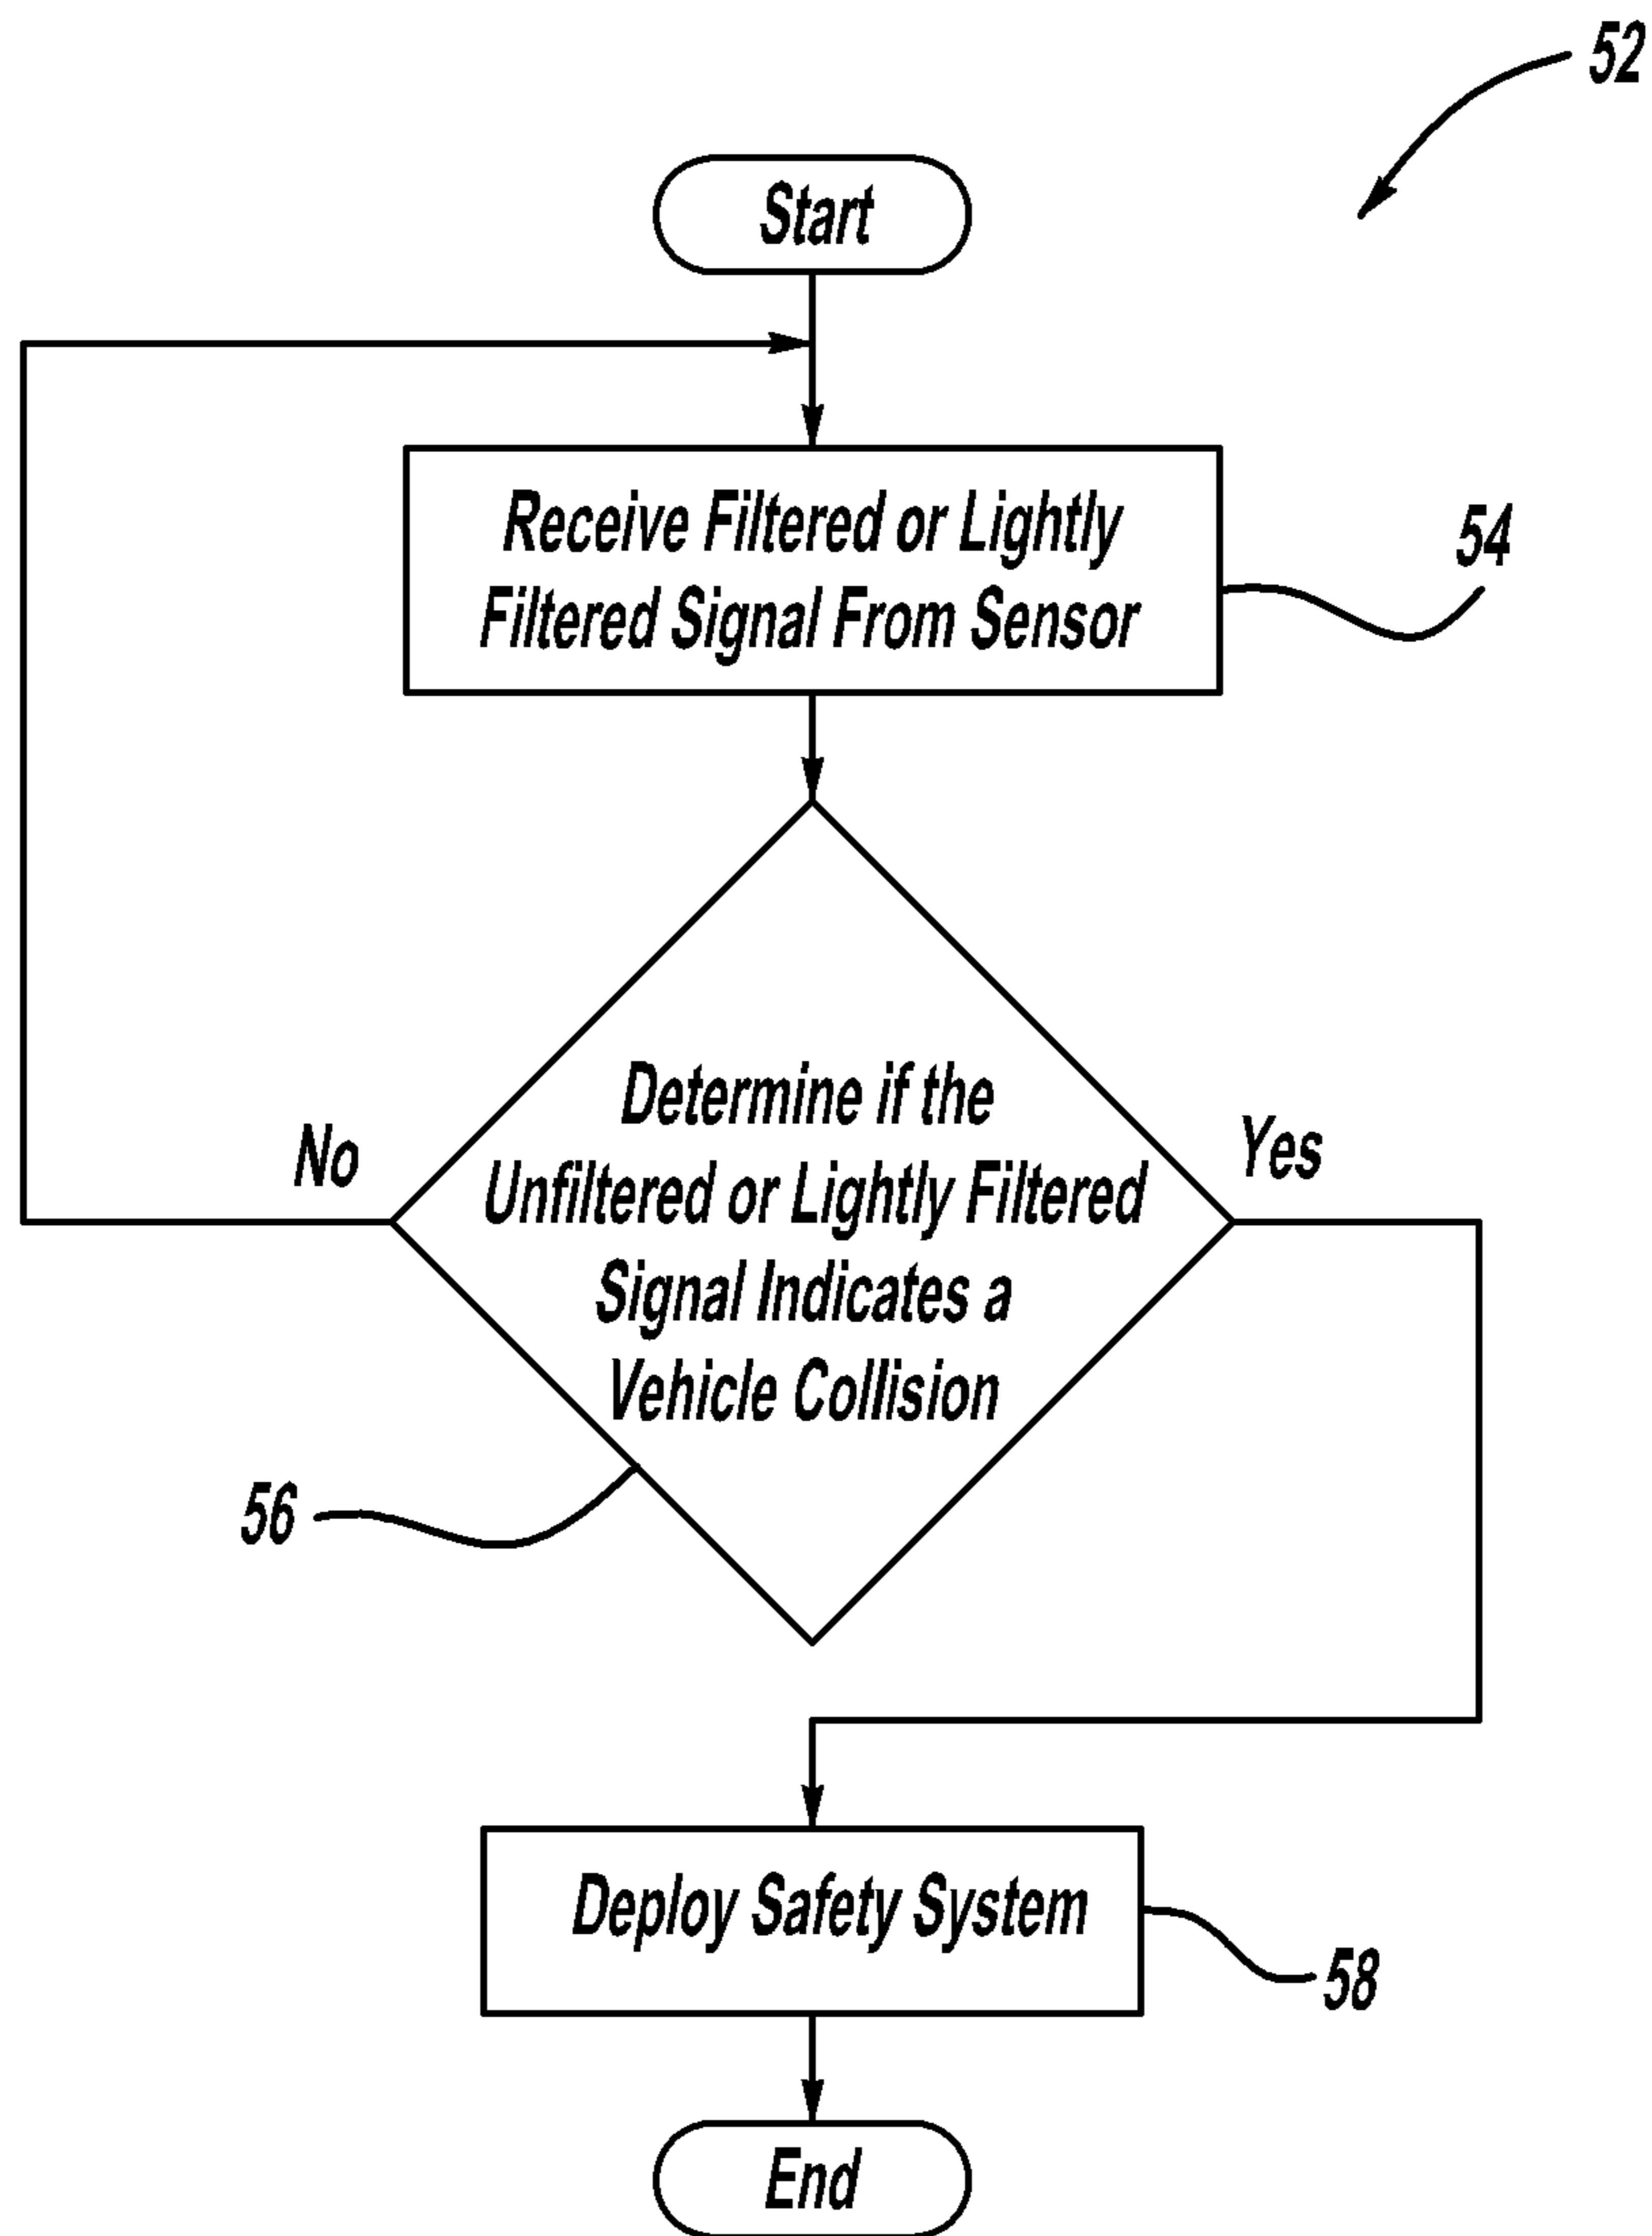 52
Start
Receive Filtered or Lightly
Filtered Signal From Sensor
54
Determine if the
Unfiltered or Lightly Filtered
Signal Indicates a
Vehicle Collision
No
Yes
56
Deploy Safety System
58
End